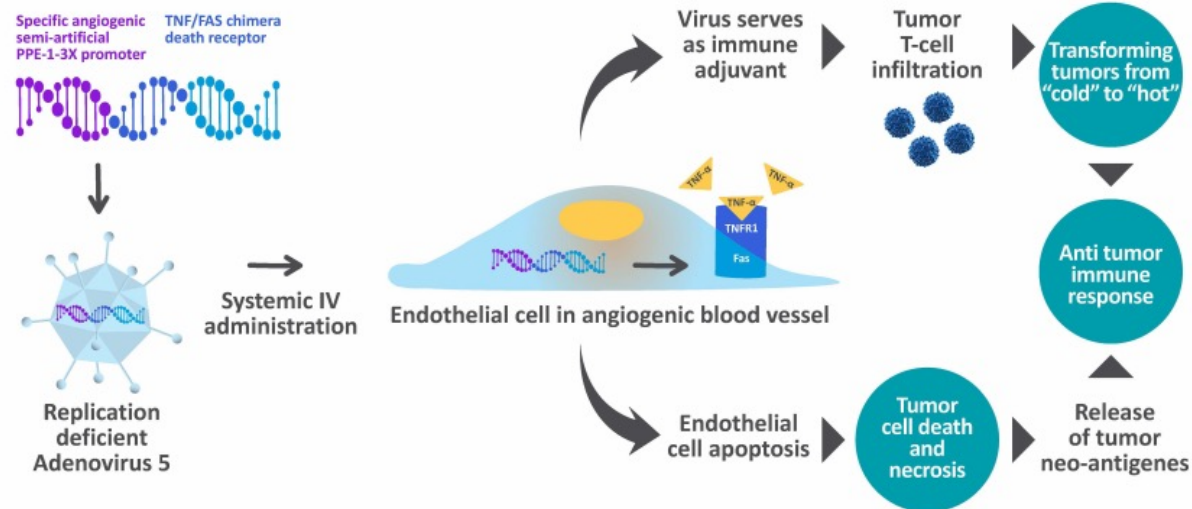 Specific angiogenic
semi-artificial
PPE-1-3X promoter
TNF/FAS chimera
death receptor
Replication
deficient
Adenovirus 5
Systemic IV
administration
TNF-α
TNF-α
TNF-α
TNFR1
Fas
Endothelial cell in angiogenic blood vessel
Virus serves
as immune
adjuvant
Tumor
T-cell
infiltration
Transforming
tumors from
“cold” to “hot”
Endothelial
cell apoptosis
Tumor
cell death
and
necrosis
Release
of tumor
neo-antigenes
Anti tumor
immune
response